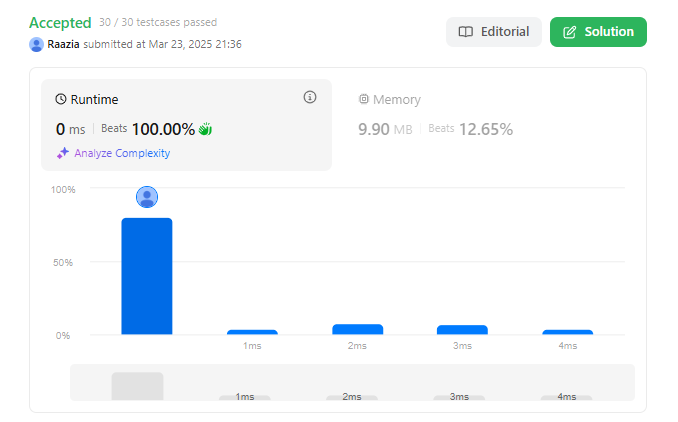 Accepted 30 / 30 testcases passed
Raazia submitted at Mar 23, 2025 21:36
Editorial
Solution
Runtime
0 ms Beats 100.00%
Analyze Complexity
Memory
9.90 MB Beats 12.65%
100%
50%
0%
1ms 2ms 3ms 4ms
1ms 2ms 3ms 4ms